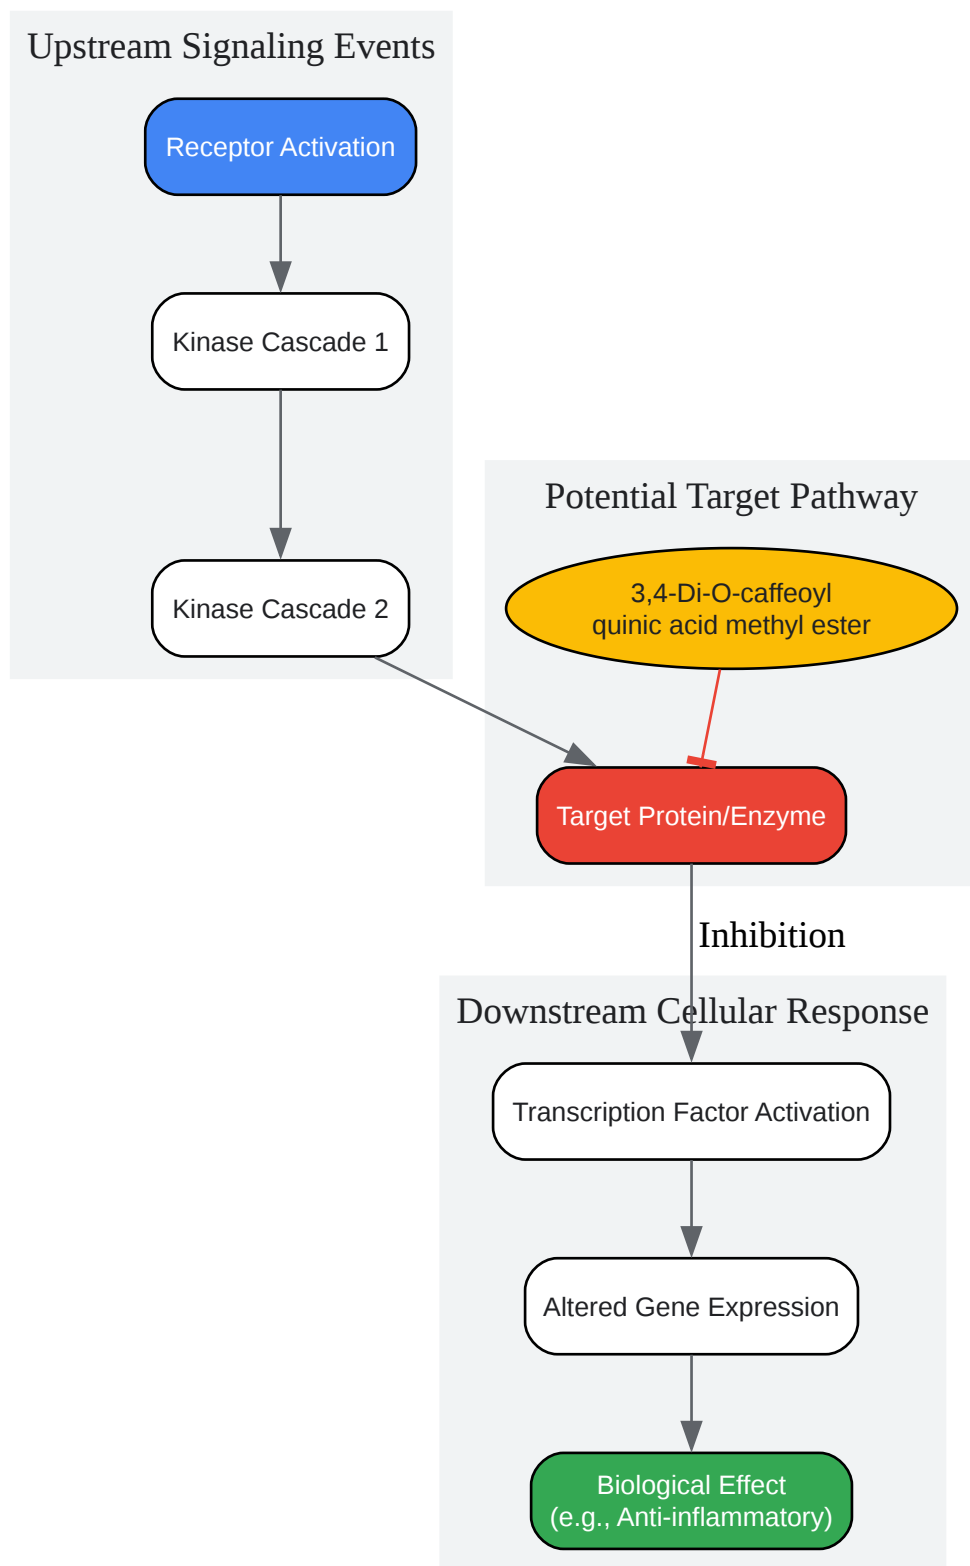 Upstream Signaling Events
Receptor Activation
Kinase Cascade 1
Kinase Cascade 2
Potential Target Pathway
3,4-Di-O-caffeoyl
quinic acid methyl ester
Target Protein/Enzyme
Inhibition
Downstream Cellular Response
Transcription Factor Activation
Altered Gene Expression
Biological Effect
(e.g., Anti-inflammatory)